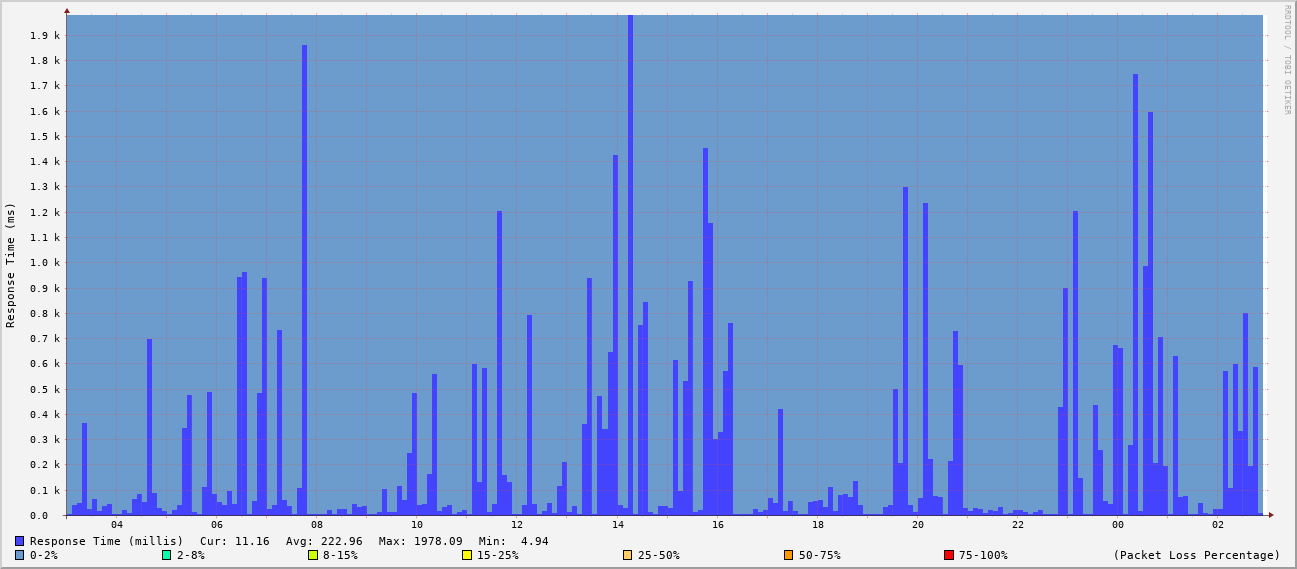 RRDTOOL / TOBI OETIKER
Response Time (ms)
1.9 k
1.8 k
1.7 k
1.6 k
1.5 k
1.4 k
1.3 k
1.2 k
1.1 k
1.0 k
0.9 k
0.8 k
0.7 k
0.6 k
0.5 k
0.4 k
0.3 k
0.2 k
0.1 k
0.0
04 06 08 10 12 14 16 18 20 22 00 02
Response Time (millis) Cur: 11.16 Avg: 222.96 Max: 1978.09 Min: 4.94
0-2% 2-8% 8-15% 15-25% 25-50% 50-75% 75-100% (Packet Loss Percentage)